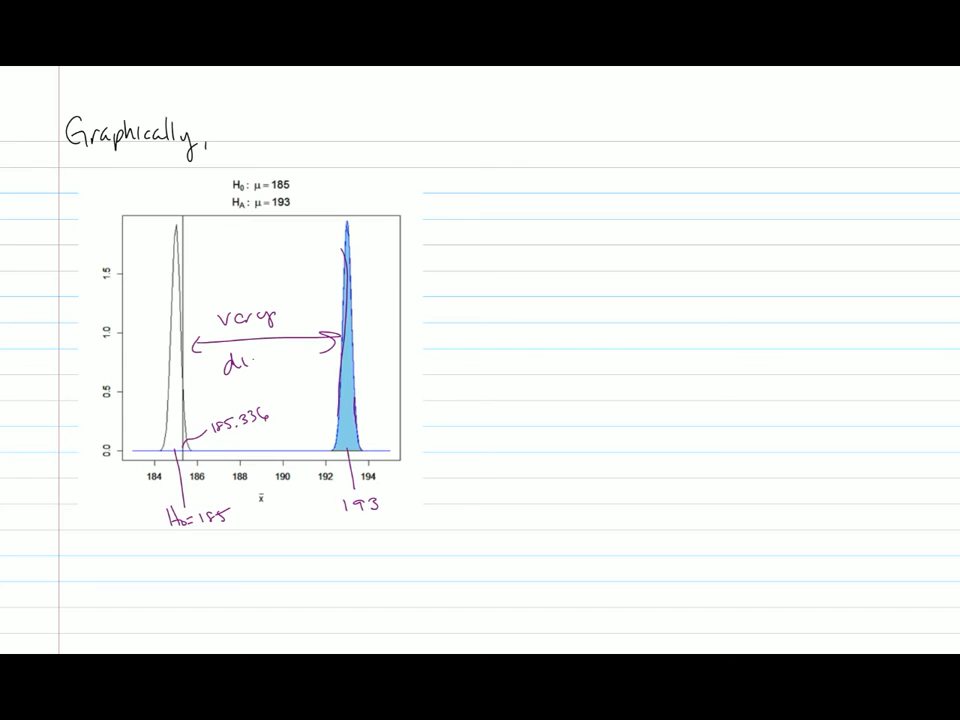 Graphically,
H₀: μ = 185
Hₐ: μ = 193
1.5
1.0
0.5
0.0
very
di
185.336
184 186 188 190 192 194
x̄
H₀=185
193